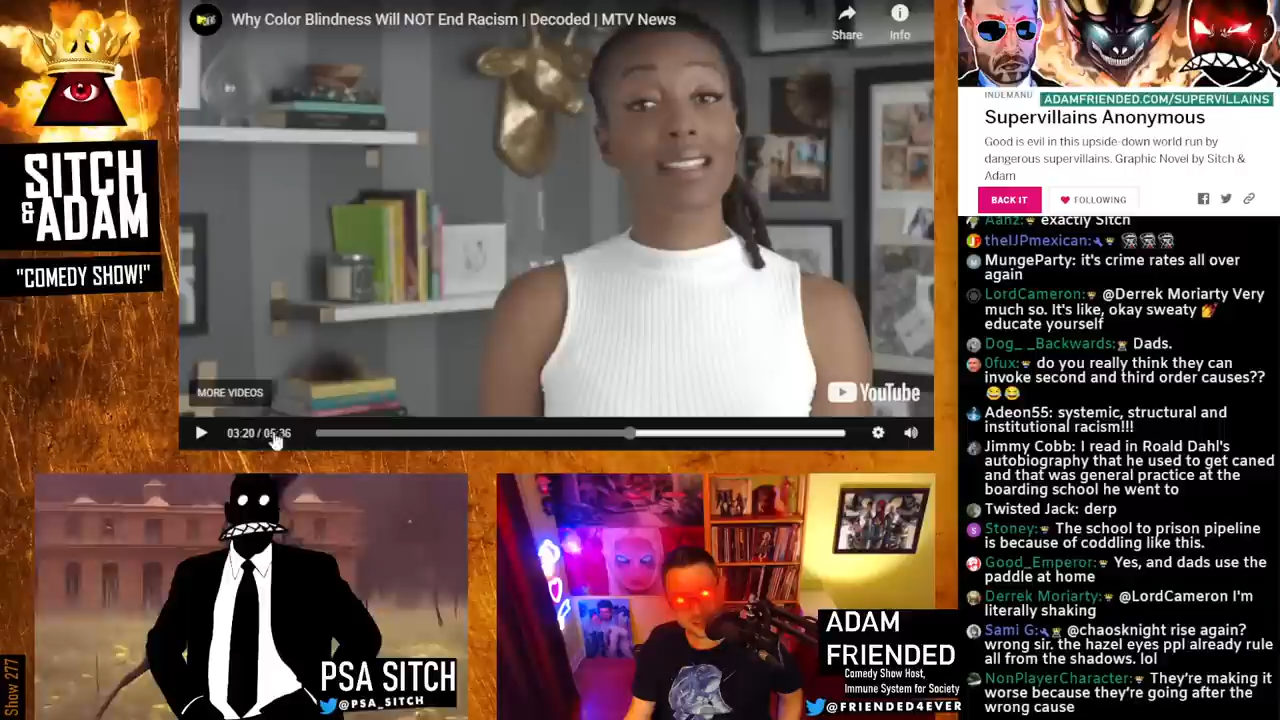 Why Color Blindness Will NOT End Racism | Decoded | MTV News
Share
Info
SITCH
& ADAM
"COMEDY SHOW!"
MORE VIDEOS
YouTube
03:20 / 05:36
INDEMAND
ADAMFRIENDED.COM/SUPERVILLAINS
Supervillains Anonymous
Good is evil in this upside-down world run by
dangerous supervillains. Graphic Novel by Sitch &
Adam
BACK IT
FOLLOWING
Aanz: exactly Sitch
theIJPmexican:
MungeParty: it's crime rates all over
again
LordCameron: @Derrek Moriarty Very
much so. It's like, okay sweaty 💅
educate yourself
Dog_ _Backwards: Dads.
0fux: do you really think they can
invoke second and third order causes??
😂😂
Adeon55: systemic, structural and
institutional racism!!!
Jimmy Cobb: I read in Roald Dahl's
autobiography that he used to get caned
and that was general practice at the
boarding school he went to
Twisted Jack: derp
Stoney: The school to prison pipeline
is because of coddling like this.
Good_Emperor: Yes, and dads use the
paddle at home
Derrek Moriarty: @LordCameron I'm
literally shaking
Sami G: @chaosknight rise again?
wrong sir. the hazel eyes ppl already rule
all from the shadows. lol
NonPlayerCharacter: They're making it
worse because they're going after the
wrong cause
Show 277
PSA SITCH
@PSA_SITCH
ADAM
FRIENDED
Comedy Show Host,
Immune System for Society
@FRIENDED4EVER